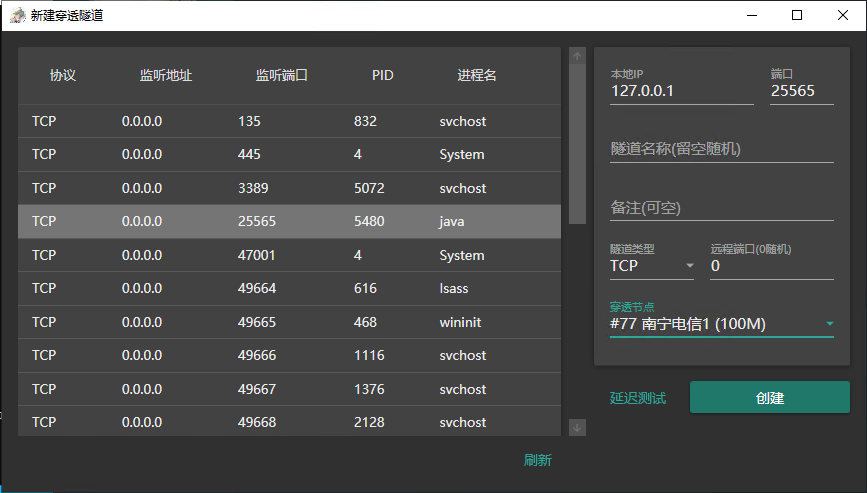 新建穿透隧道
协议 监听地址 监听端口 PID 进程名
TCP 0.0.0.0 135 832 svchost
TCP 0.0.0.0 445 4 System
TCP 0.0.0.0 3389 5072 svchost
TCP 0.0.0.0 25565 5480 java
TCP 0.0.0.0 47001 4 System
TCP 0.0.0.0 49664 616 lsass
TCP 0.0.0.0 49665 468 wininit
TCP 0.0.0.0 49666 1116 svchost
TCP 0.0.0.0 49667 1376 svchost
TCP 0.0.0.0 49668 2128 svchost
刷新
本地IP 端口
127.0.0.1 25565
隧道名称(留空随机)
备注(可空)
隧道类型 远程端口(0随机)
TCP 0
穿透节点
#77 南宁电信1 (100M)
延迟测试 创建